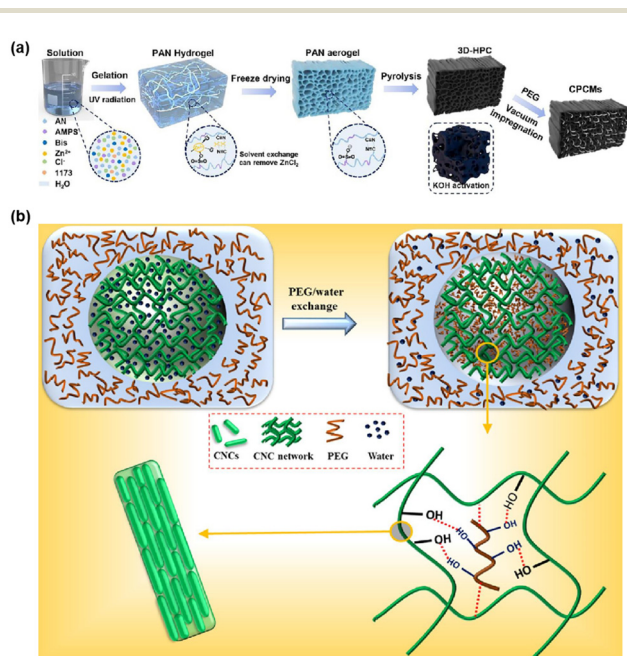 (a)
Solution
Gelation
UV radiation
AN
AMPS
Bis
Zn²⁺
Cl⁻
1173
H₂O
PAN Hydrogel
Solvent exchange
can remove ZnCl₂
Freeze drying
PAN aerogel
Pyrolysis
3D-HPC
KOH activation
PEG
Vacuum
Impregnation
CPCMs
(b)
PEG/water
exchange
CNCs
CNC network
PEG
Water
OH
OH
HO
HO
HO
OH
OH
HO